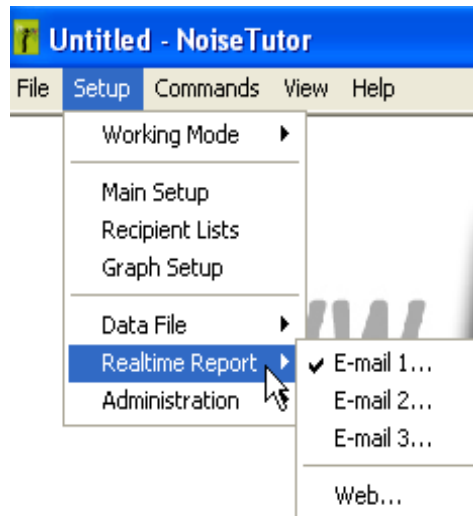 Untitled - NoiseTutor
File Setup Commands View Help
Working Mode
Main Setup
Recipient Lists
Graph Setup
Data File
Realtime Report
Administration
E-mail 1...
E-mail 2...
E-mail 3...
Web...